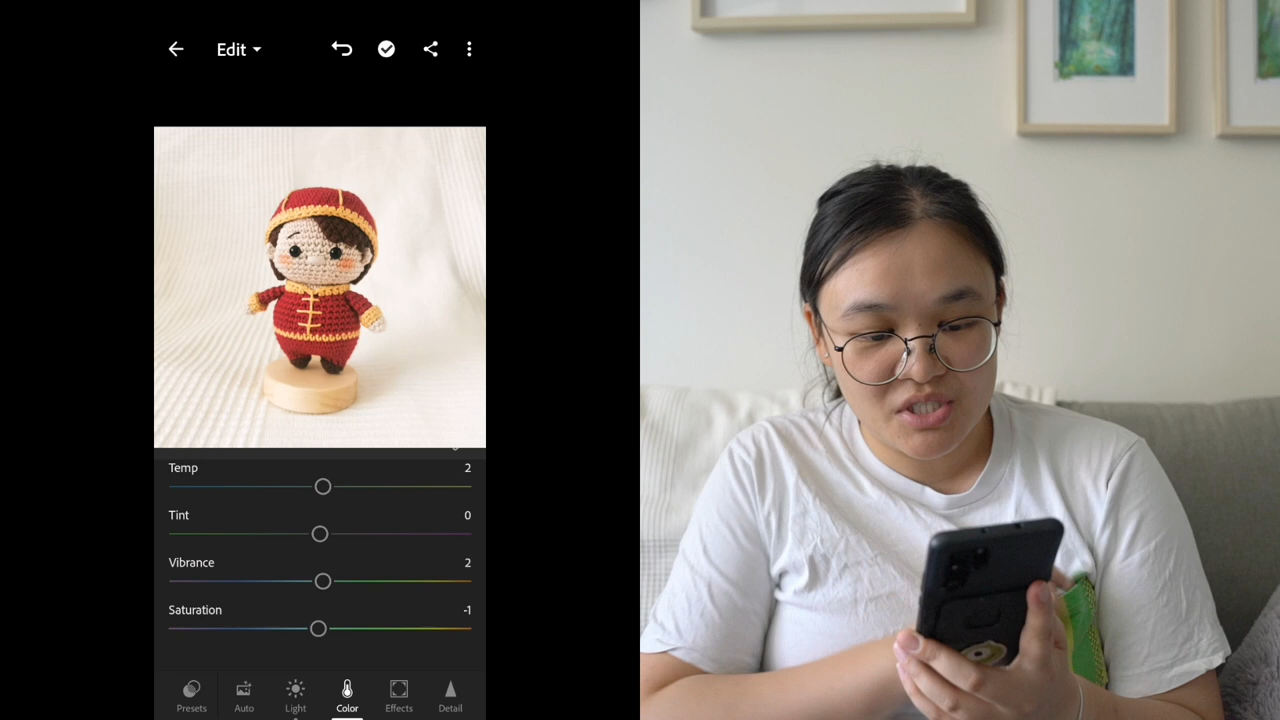 Edit
Temp 2
Tint 0
Vibrance 2
Saturation -1
Presets Auto Light Color Effects Detail